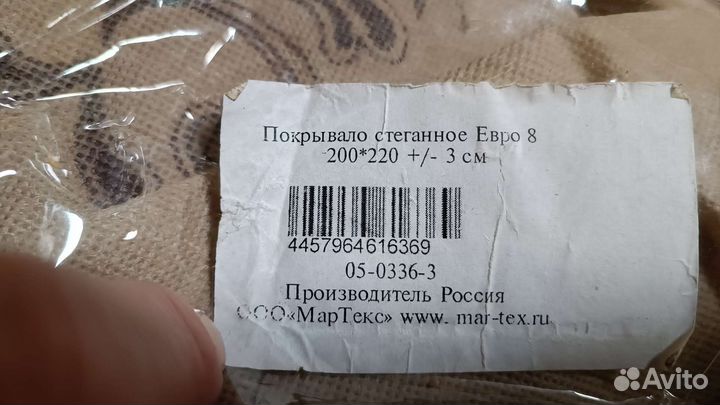 Покрывало стеганное Евро 8
200*220 +/- 3 см
4457964616369
05-0336-3
Производитель Россия
ООО«МарТекс» www. mar-tex.ru
Avito